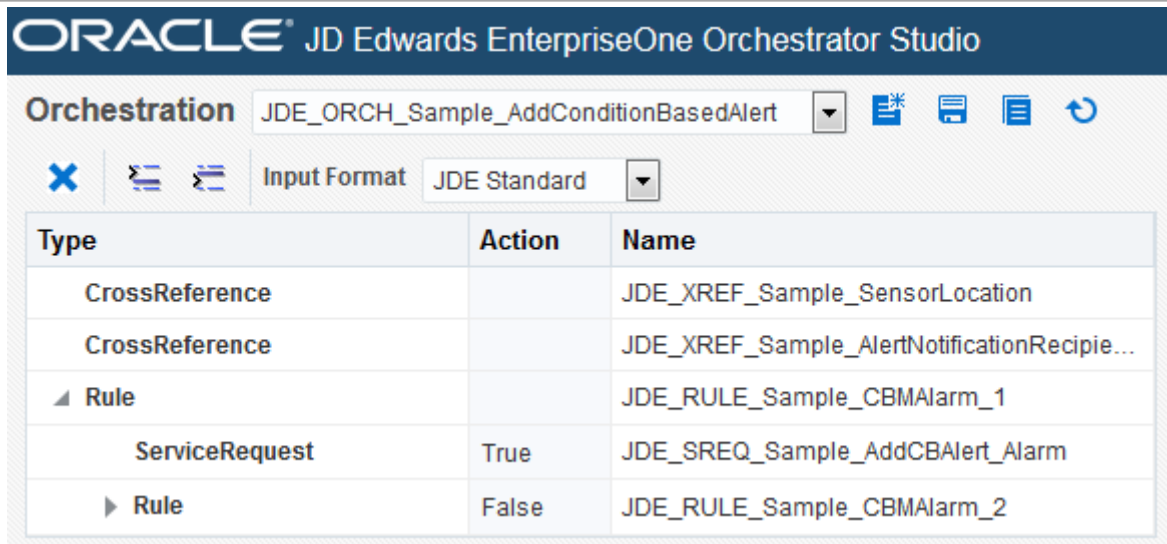 ORACLE® JD Edwards EnterpriseOne Orchestrator Studio
Orchestration JDE_ORCH_Sample_AddConditionBasedAlert
Input Format JDE Standard
Type Action Name
CrossReference JDE_XREF_Sample_SensorLocation
CrossReference JDE_XREF_Sample_AlertNotificationRecipie...
Rule JDE_RULE_Sample_CBMAlarm_1
ServiceRequest True JDE_SREQ_Sample_AddCBAlert_Alarm
Rule False JDE_RULE_Sample_CBMAlarm_2